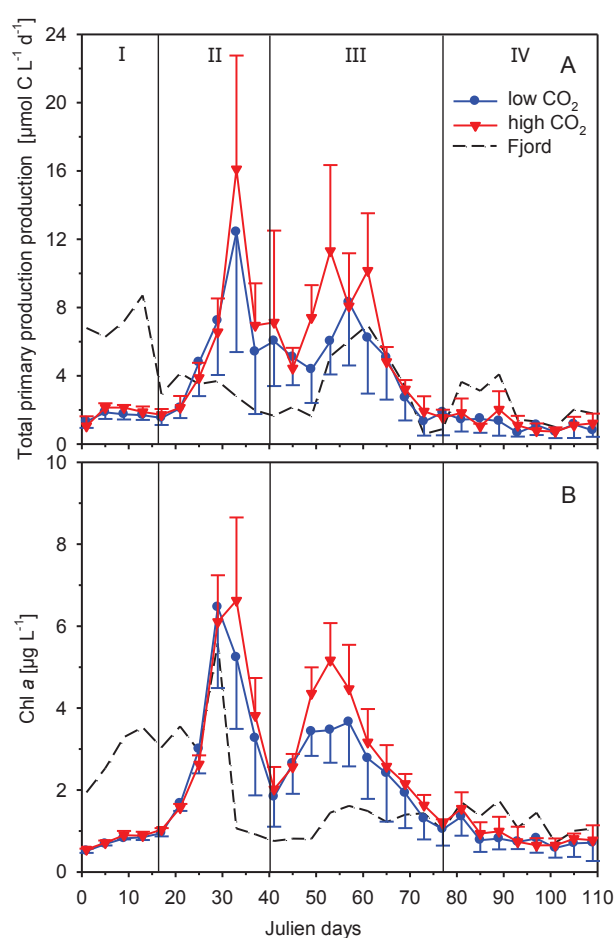 I II III IV
A
low CO₂
high CO₂
Fjord
Total primary production [µmol C L⁻¹ d⁻¹]
24
20
16
12
8
4
0
B
Chl a [µg L⁻¹]
10
8
6
4
2
0
0 10 20 30 40 50 60 70 80 90 100 110
Julien days